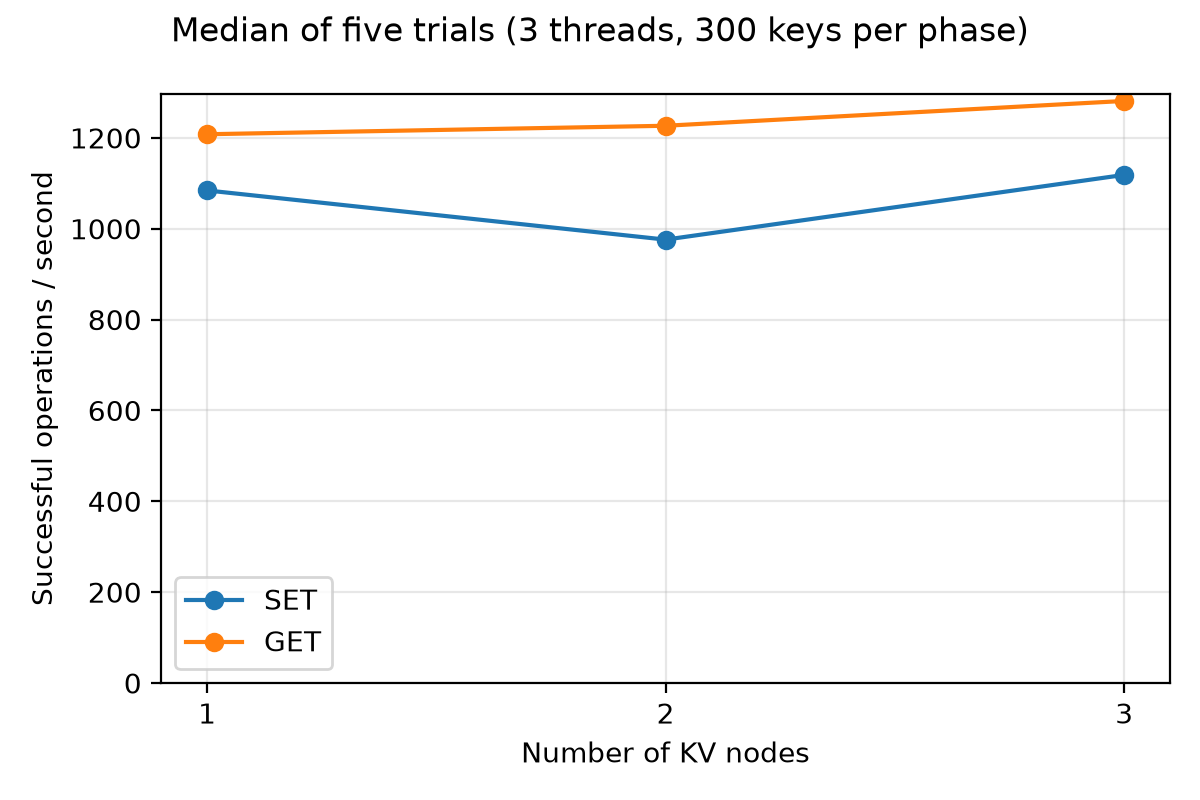 Median of five trials (3 threads, 300 keys per phase)
Successful operations / second
1200
1000
800
600
400
200
0
SET
GET
1 2 3
Number of KV nodes